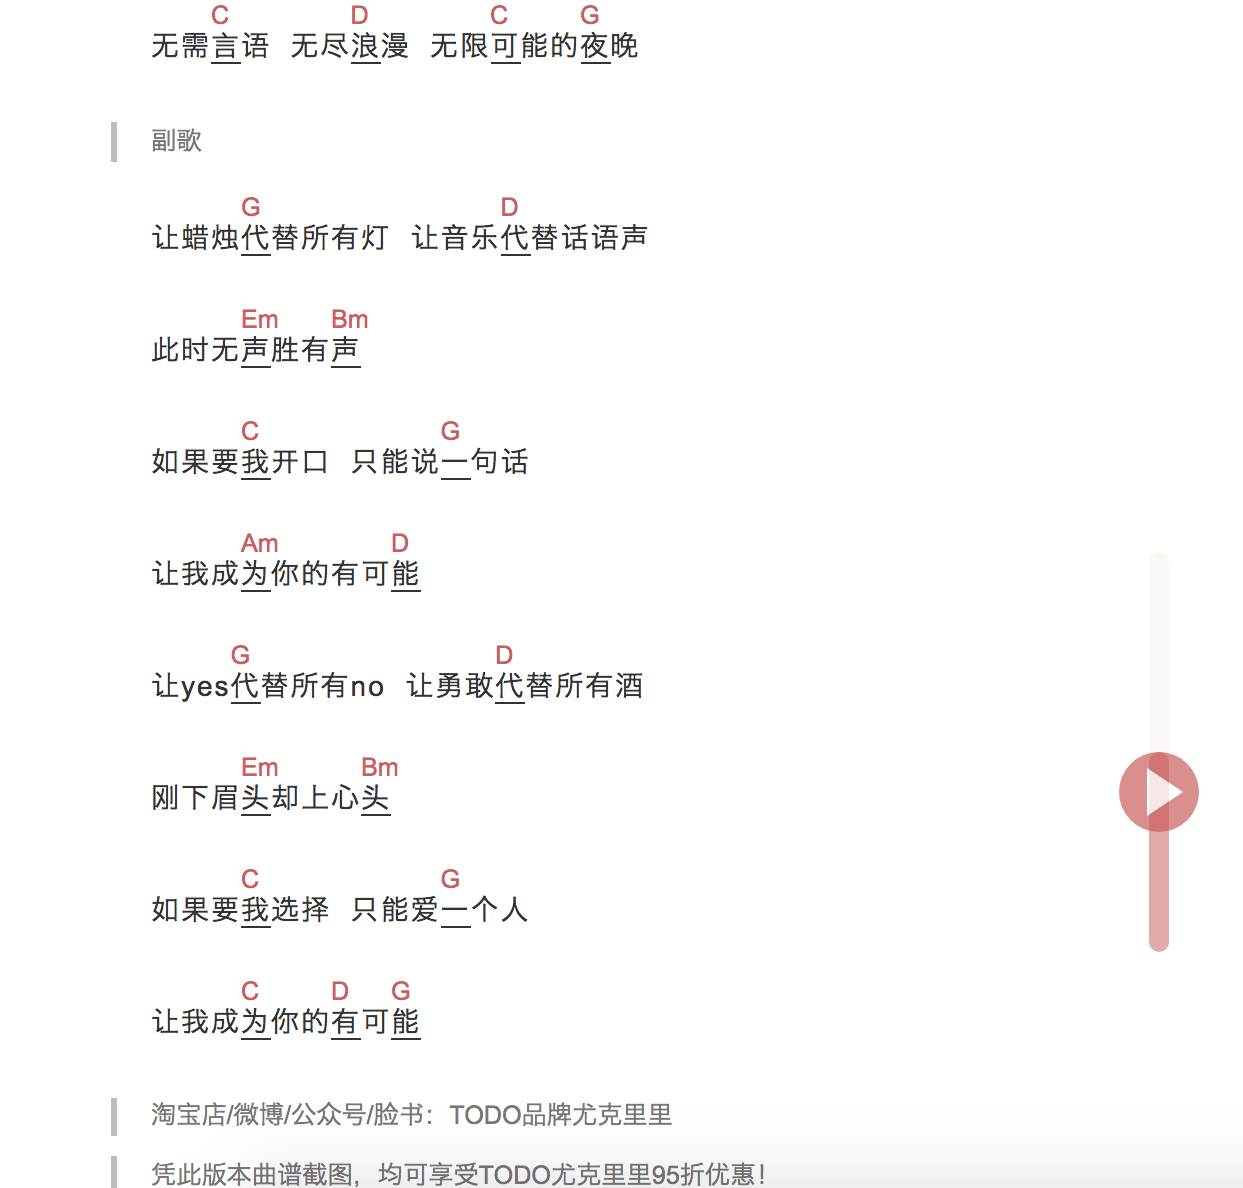 C D C G
无需言语 无尽浪漫 无限可能的夜晚
副歌
G D
让蜡烛代替所有灯 让音乐代替话语声
Em Bm
此时无声胜有声
C G
如果要我开口 只能说一句话
Am D
让我成为你的有可能
G D
让yes代替所有no 让勇敢代替所有酒
Em Bm
刚下眉头却上心头
C G
如果要我选择 只能爱一个人
C D G
让我成为你的有可能
淘宝店/微博/公众号/脸书：TODO品牌尤克里里
凭此版本曲谱截图，均可享受TODO尤克里里95折优惠！